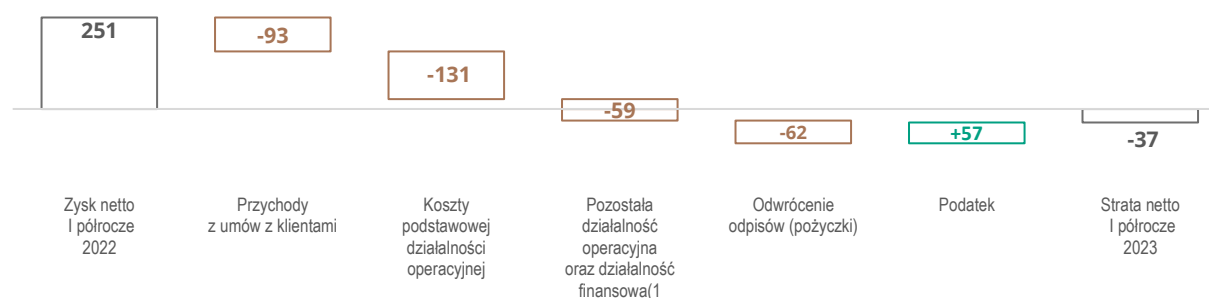 251
-93
-131
-59
-62
+57
-37
Zysk netto
I półrocze
2022
Przychody
z umów z klientami
Koszty
podstawowej
działalności
operacyjnej
Pozostała
działalność
operacyjna
oraz działalność
finansowa(1
Odwrócenie
odpisów (pożyczki)
Podatek
Strata netto
I półrocze
2023